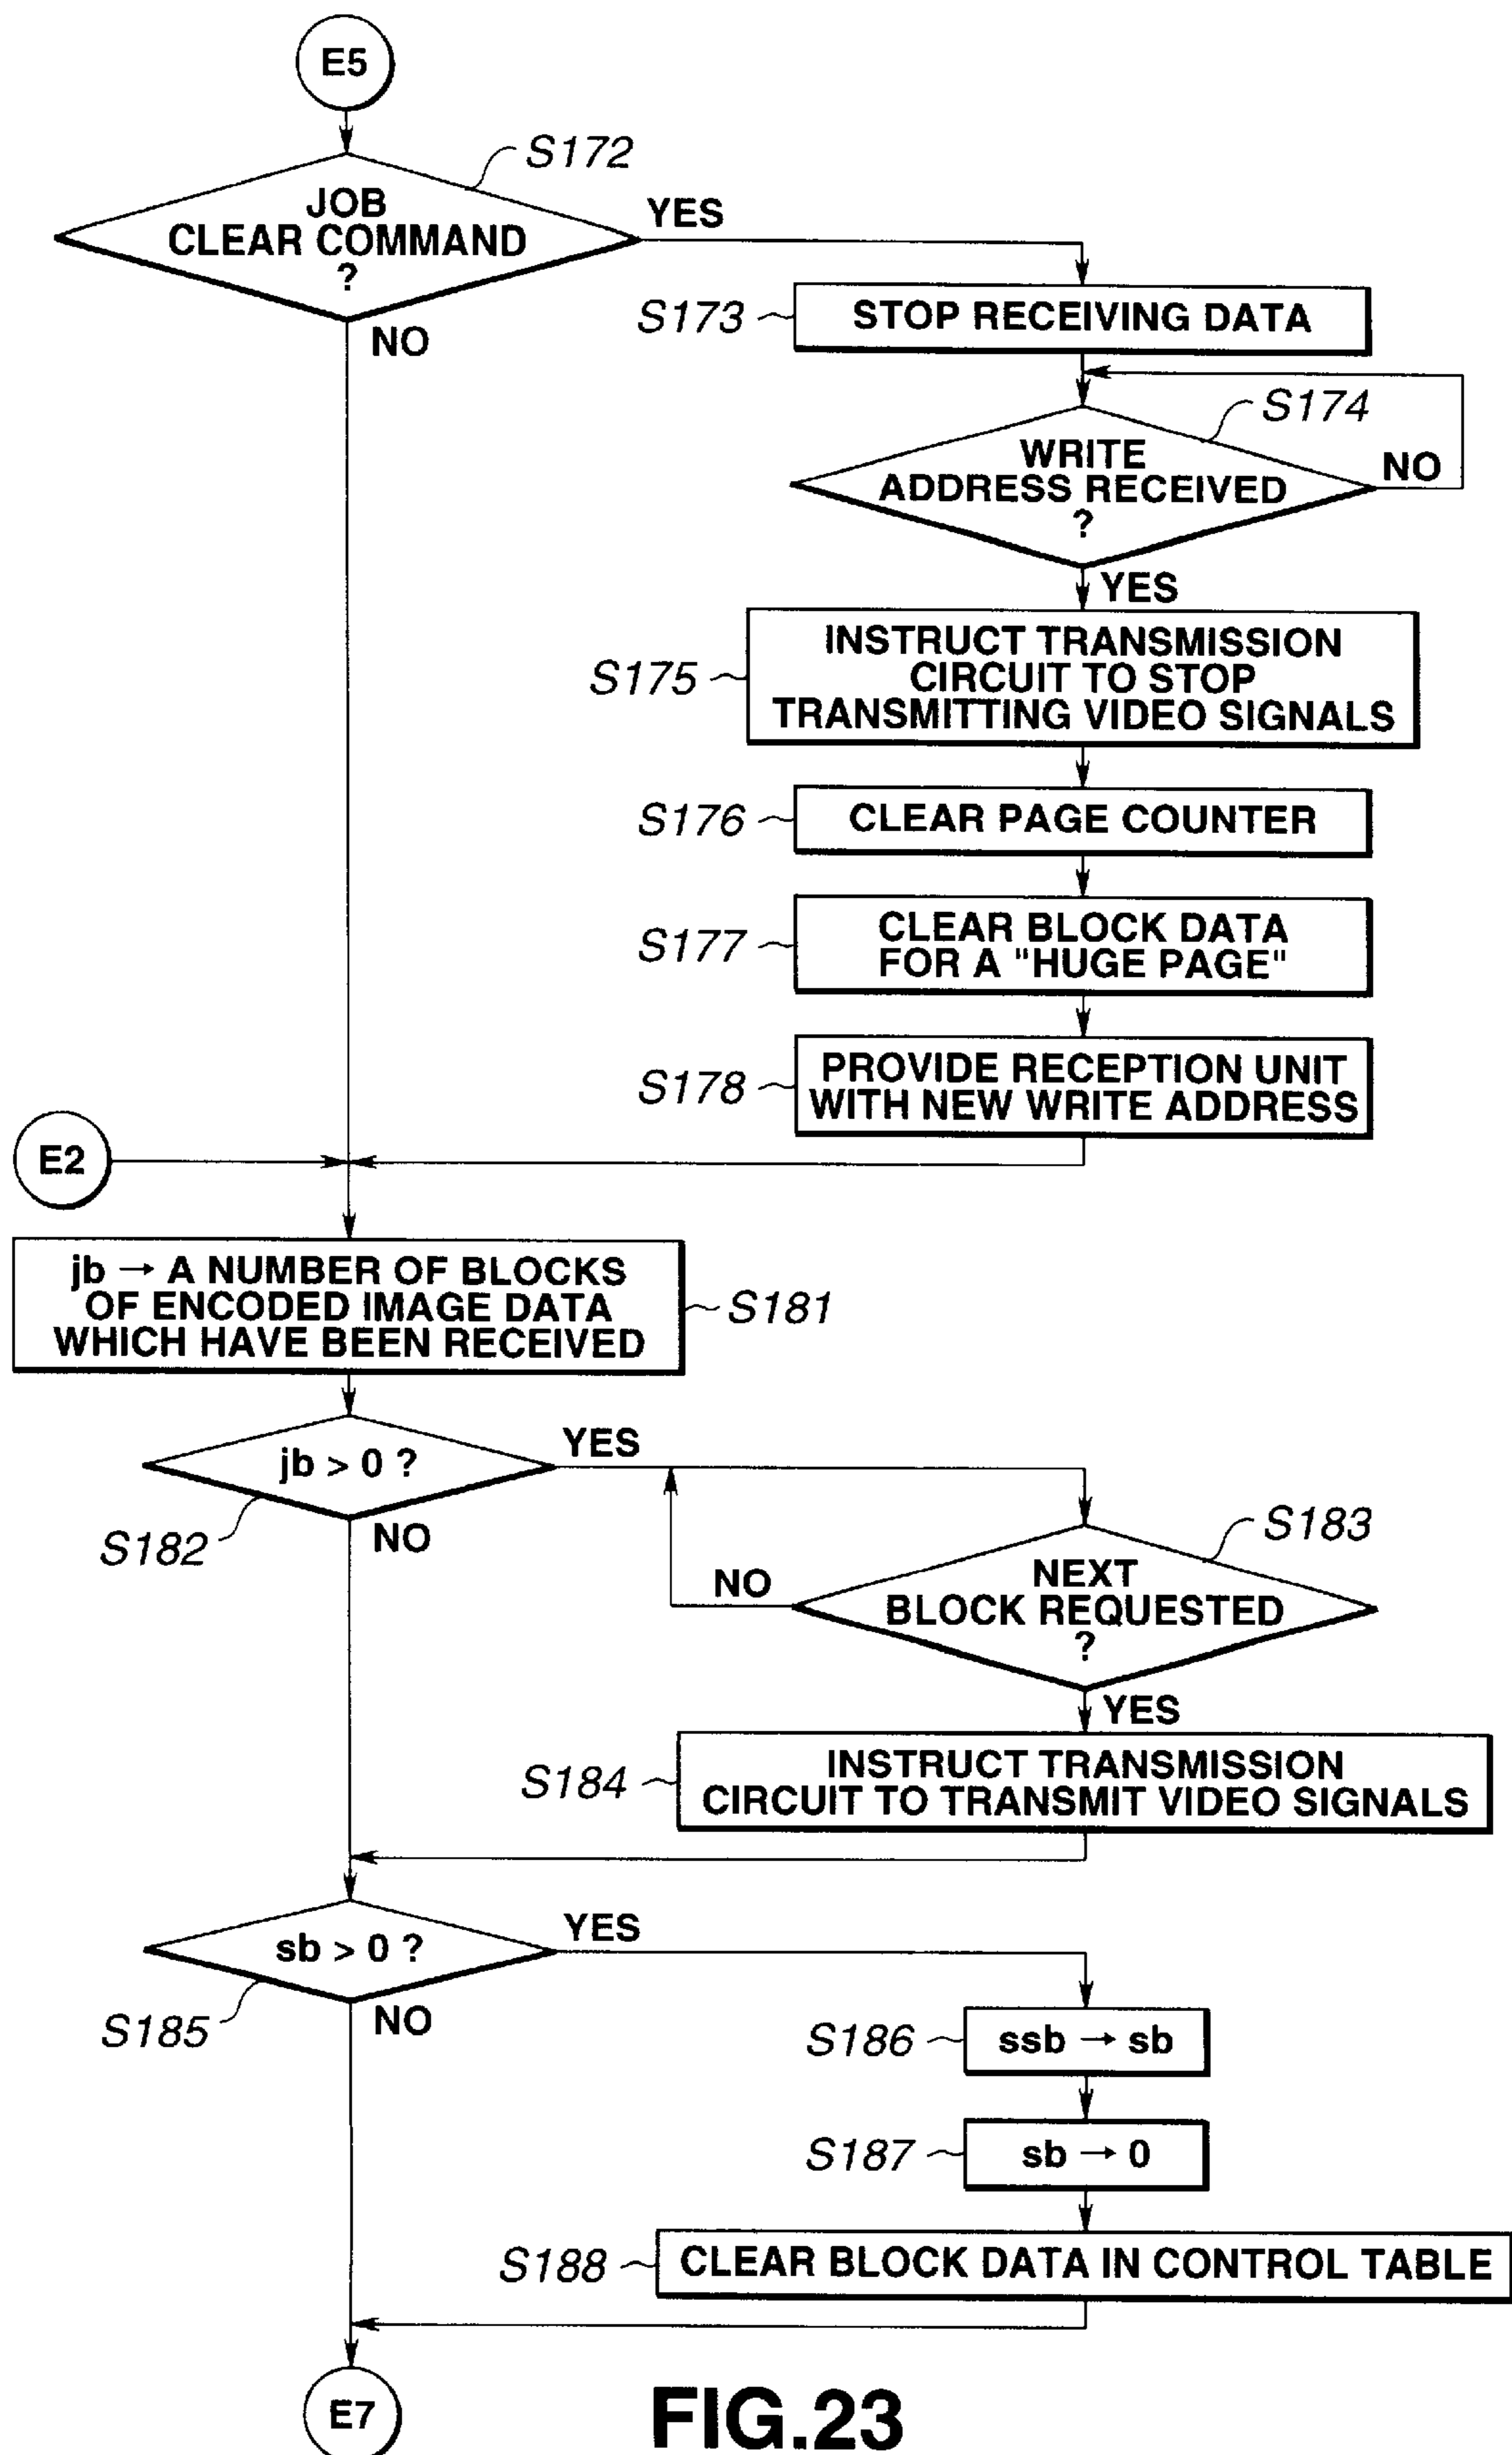 E5
S172
JOB
CLEAR COMMAND
?
YES
NO
S173
STOP RECEIVING DATA
S174
WRITE
ADDRESS RECEIVED
?
NO
YES
S175
INSTRUCT TRANSMISSION
CIRCUIT TO STOP
TRANSMITTING VIDEO SIGNALS
S176
CLEAR PAGE COUNTER
S177
CLEAR BLOCK DATA
FOR A "HUGE PAGE"
S178
PROVIDE RECEPTION UNIT
WITH NEW WRITE ADDRESS
E2
jb → A NUMBER OF BLOCKS
OF ENCODED IMAGE DATA
WHICH HAVE BEEN RECEIVED
S181
jb > 0 ?
YES
S182
NO
S183
NEXT
BLOCK REQUESTED
?
NO
YES
S184
INSTRUCT TRANSMISSION
CIRCUIT TO TRANSMIT VIDEO SIGNALS
sb > 0 ?
YES
S185
NO
S186
ssb → sb
S187
sb → 0
S188
CLEAR BLOCK DATA IN CONTROL TABLE
E7
FIG.23